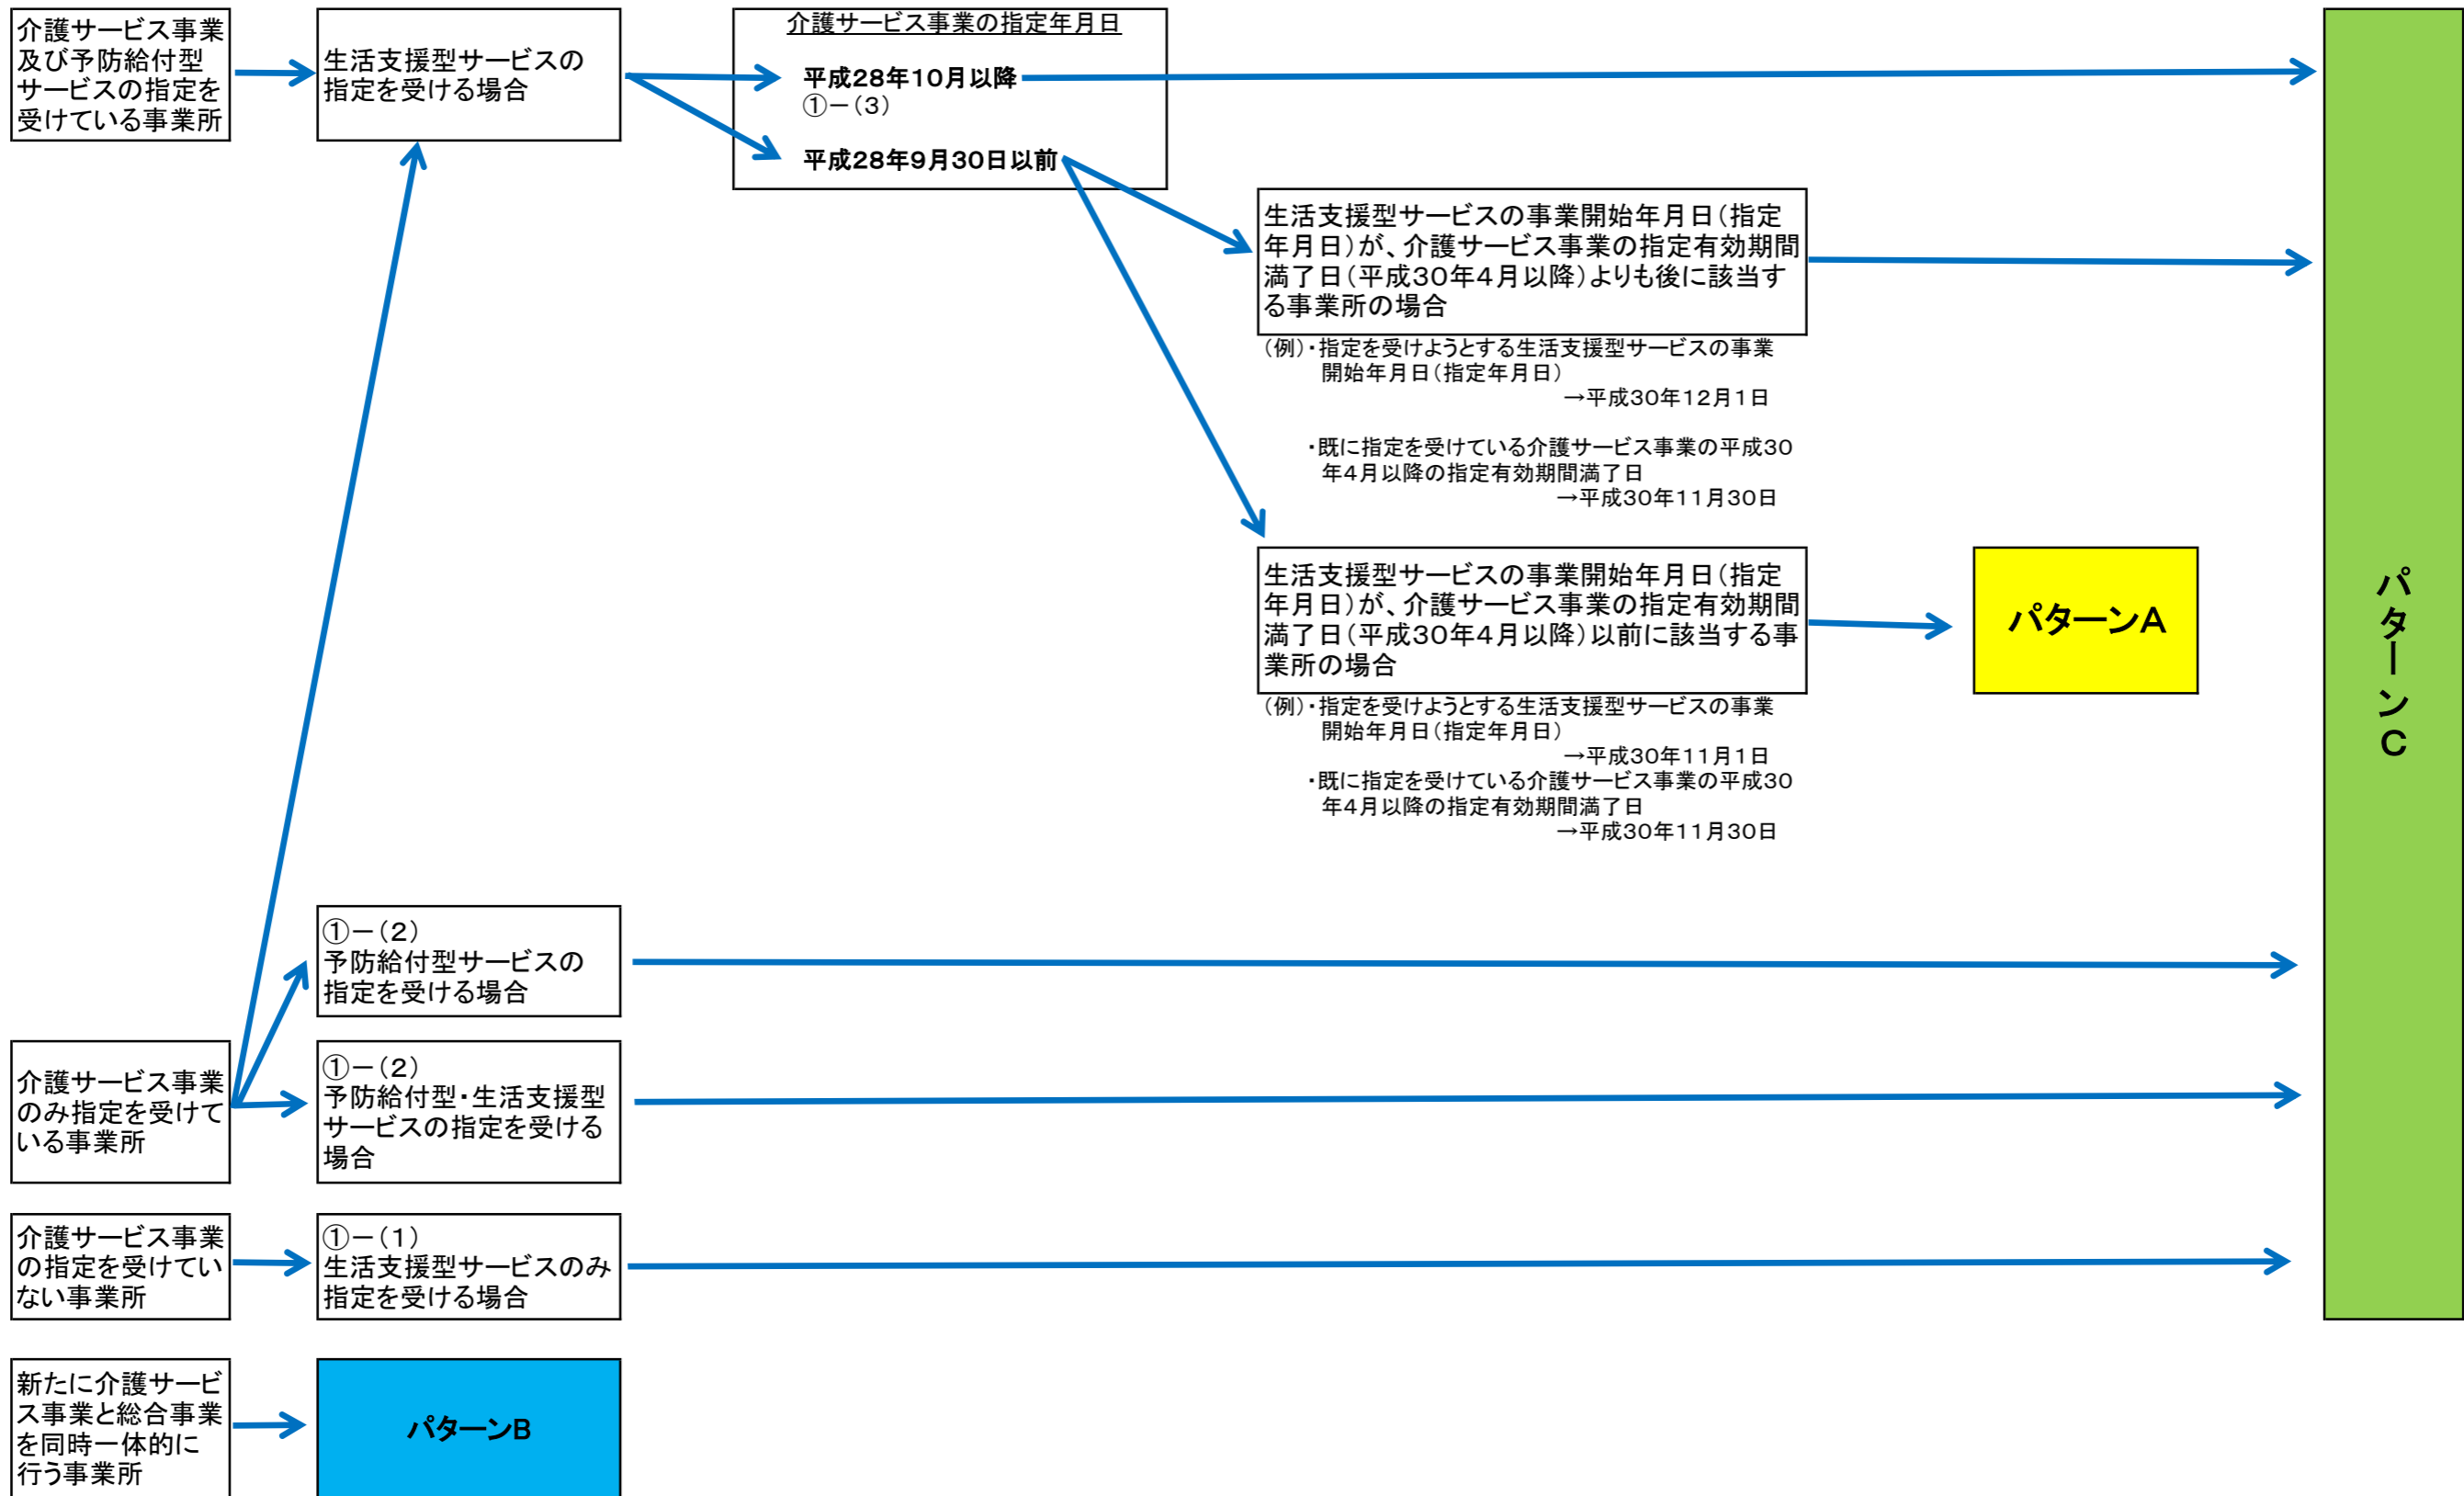 介護サービス事業
及び予防給付型
サービスの指定を
受けている事業所
生活支援型サービスの
指定を受ける場合
介護サービス事業の指定年月日
平成28年10月以降
①－(3)
平成28年9月30日以前
生活支援型サービスの事業開始年月日(指定
年月日)が、介護サービス事業の指定有効期間
満了日(平成30年4月以降)よりも後に該当す
る事業所の場合
(例)・指定を受けようとする生活支援型サービスの事業
開始年月日(指定年月日)
→平成30年12月1日
・既に指定を受けている介護サービス事業の平成30
年4月以降の指定有効期間満了日
→平成30年11月30日
生活支援型サービスの事業開始年月日(指定
年月日)が、介護サービス事業の指定有効期間
満了日(平成30年4月以降)以前に該当する事
業所の場合
(例)・指定を受けようとする生活支援型サービスの事業
開始年月日(指定年月日)
→平成30年11月1日
・既に指定を受けている介護サービス事業の平成30
年4月以降の指定有効期間満了日
→平成30年11月30日
パターンA
パターンC
①－(2)
予防給付型サービスの
指定を受ける場合
介護サービス事業
のみ指定を受けて
いる事業所
①－(2)
予防給付型・生活支援型
サービスの指定を受ける
場合
介護サービス事業
の指定を受けてい
ない事業所
①－(1)
生活支援型サービスのみ
指定を受ける場合
新たに介護サービ
ス事業と総合事業
を同時一体的に
行う事業所
パターンB